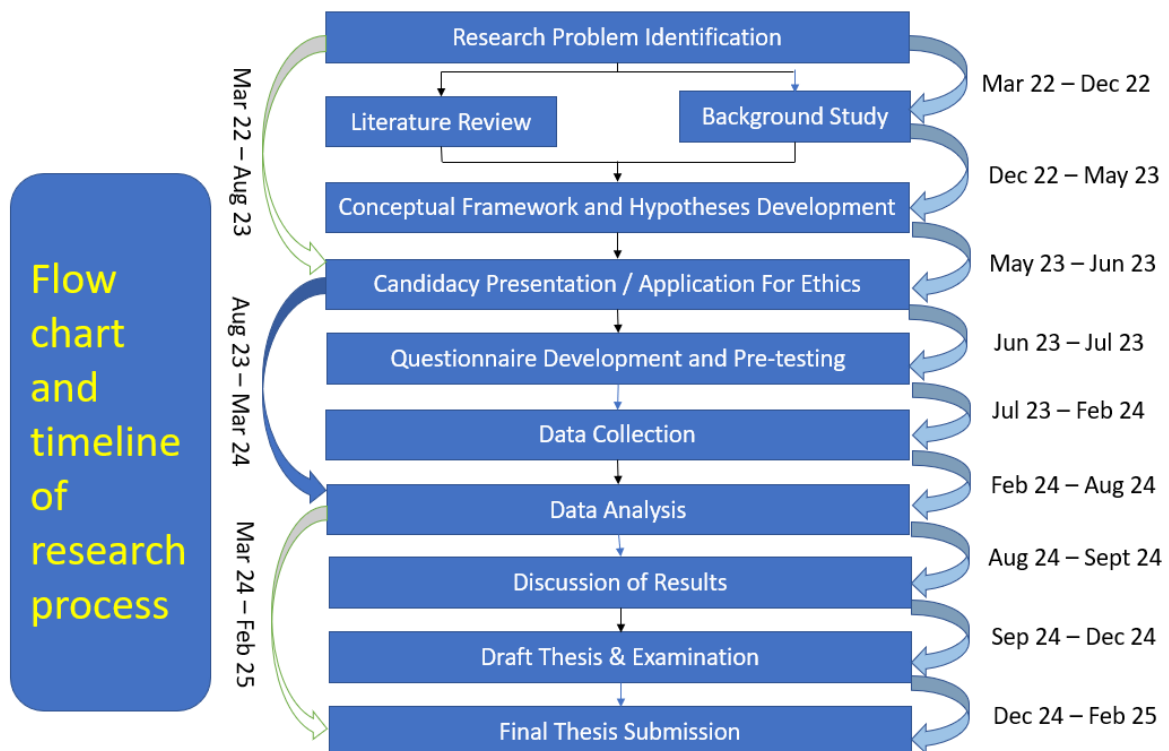 Flow
chart
and
timeline
of
research
process
Mar 22 – Aug 23
Aug 23 – Mar 24
Mar 24 – Feb 25
Research Problem Identification
Literature Review
Background Study
Conceptual Framework and Hypotheses Development
Candidacy Presentation / Application For Ethics
Questionnaire Development and Pre-testing
Data Collection
Data Analysis
Discussion of Results
Draft Thesis & Examination
Final Thesis Submission
Mar 22 – Dec 22
Dec 22 – May 23
May 23 – Jun 23
Jun 23 – Jul 23
Jul 23 – Feb 24
Feb 24 – Aug 24
Aug 24 – Sept 24
Sep 24 – Dec 24
Dec 24 – Feb 25